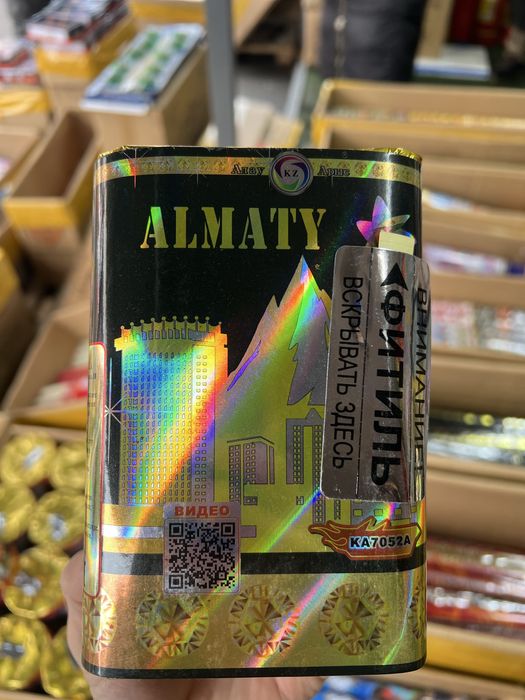 Алау Арыс
KZ
ALMATY
ВНИМАНИЕ!
ФИТИЛЬ
ВСКРЫВАТЬ ЗДЕСЬ
ВИДЕО
KA7052A